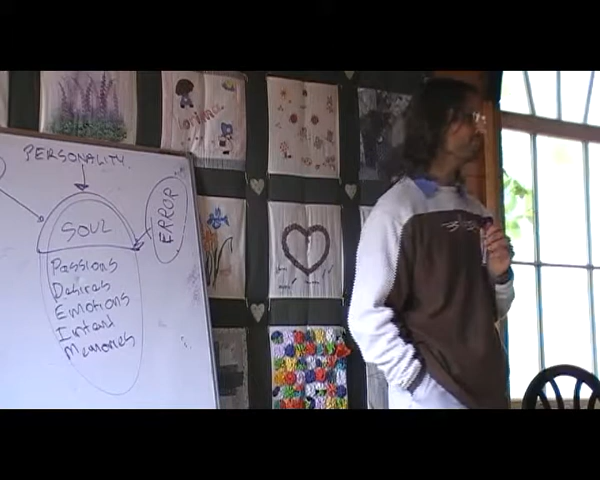 PERSONALITY
SOUL
ERROR
Passions
Desires
Emotions
Intent
Memories